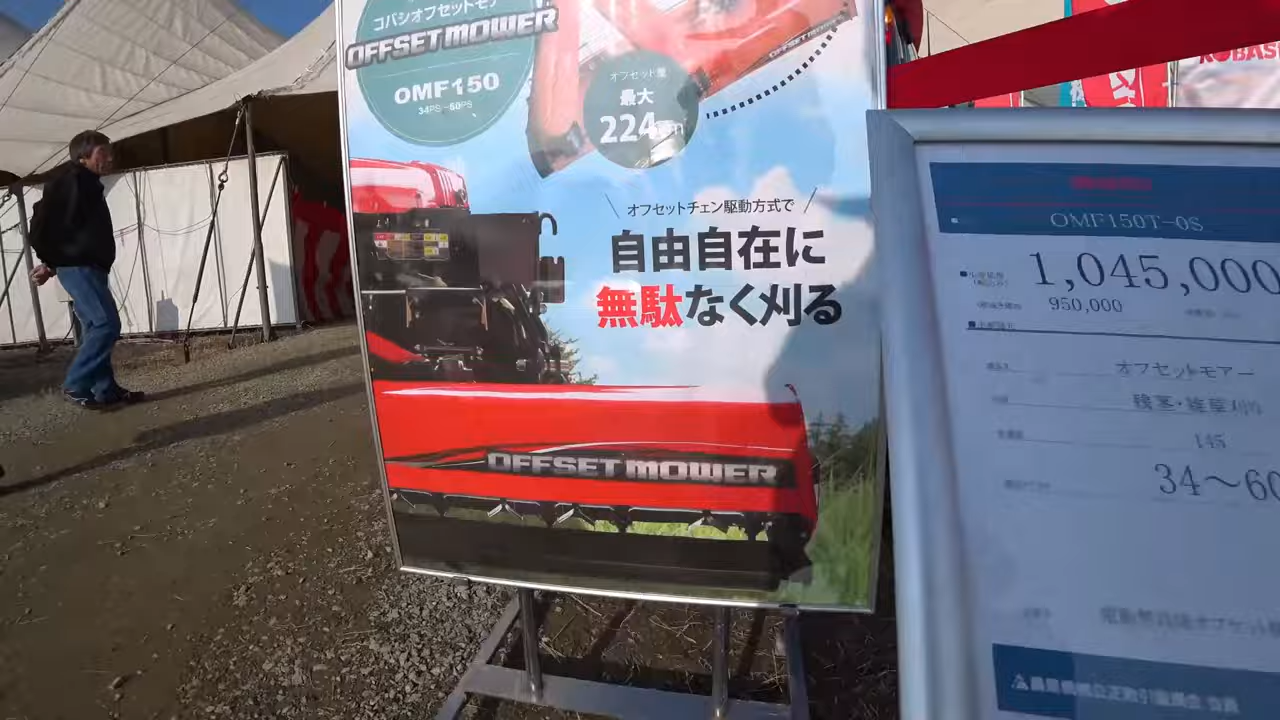 コバシオフセットモアー
OFFSET MOWER
OMF150
34PS~60PS
オフセット量
最大
224cm
オフセットチェン駆動方式で
自由自在に
無駄なく刈る
OFFSET MOWER
KOBASH
OMF150T-0S
1,045,000
950,000
オフセットモアー
145
34～60